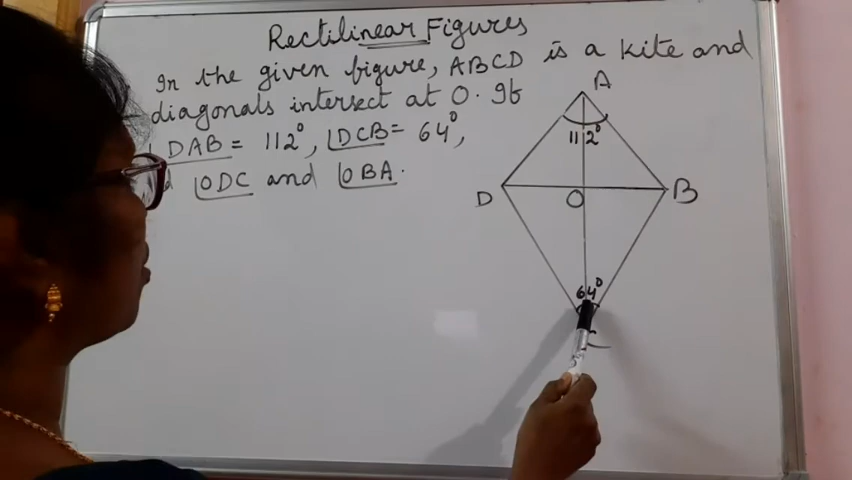 Rectilinear Figures
In the given figure, ABCD is a kite and
diagonals intersect at O. If
∠DAB = 112°, ∠DCB = 64°,
∠ODC and ∠OBA.
A
112°
D
O
B
64°